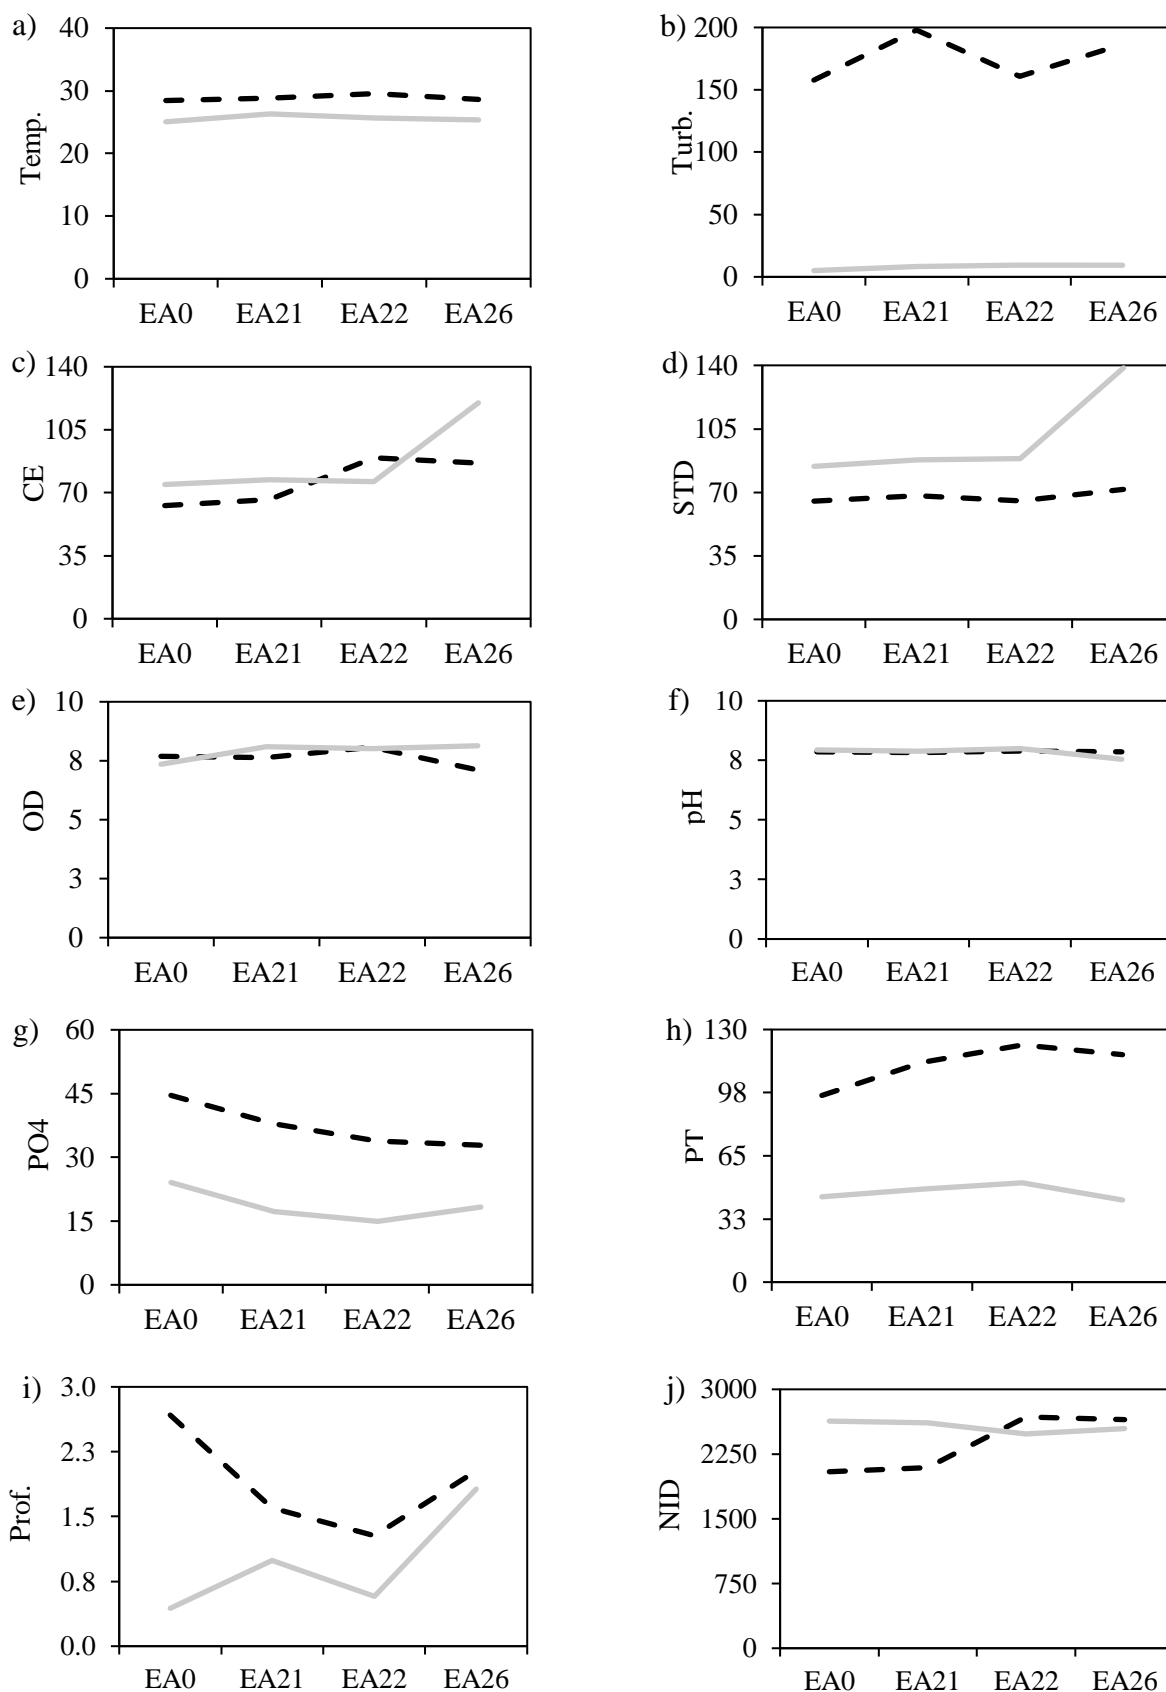 a)
40
30
20
10
0
Temp.
EA0 EA21 EA22 EA26
b)
200
150
100
50
0
Turb.
EA0 EA21 EA22 EA26
c)
140
105
70
35
0
CE
EA0 EA21 EA22 EA26
d)
140
105
70
35
0
STD
EA0 EA21 EA22 EA26
e)
10
8
5
3
0
OD
EA0 EA21 EA22 EA26
f)
10
8
5
3
0
pH
EA0 EA21 EA22 EA26
g)
60
45
30
15
0
PO4
EA0 EA21 EA22 EA26
h)
130
98
65
33
0
PT
EA0 EA21 EA22 EA26
i)
3.0
2.3
1.5
0.8
0.0
Prof.
EA0 EA21 EA22 EA26
j)
3000
2250
1500
750
0
NID
EA0 EA21 EA22 EA26